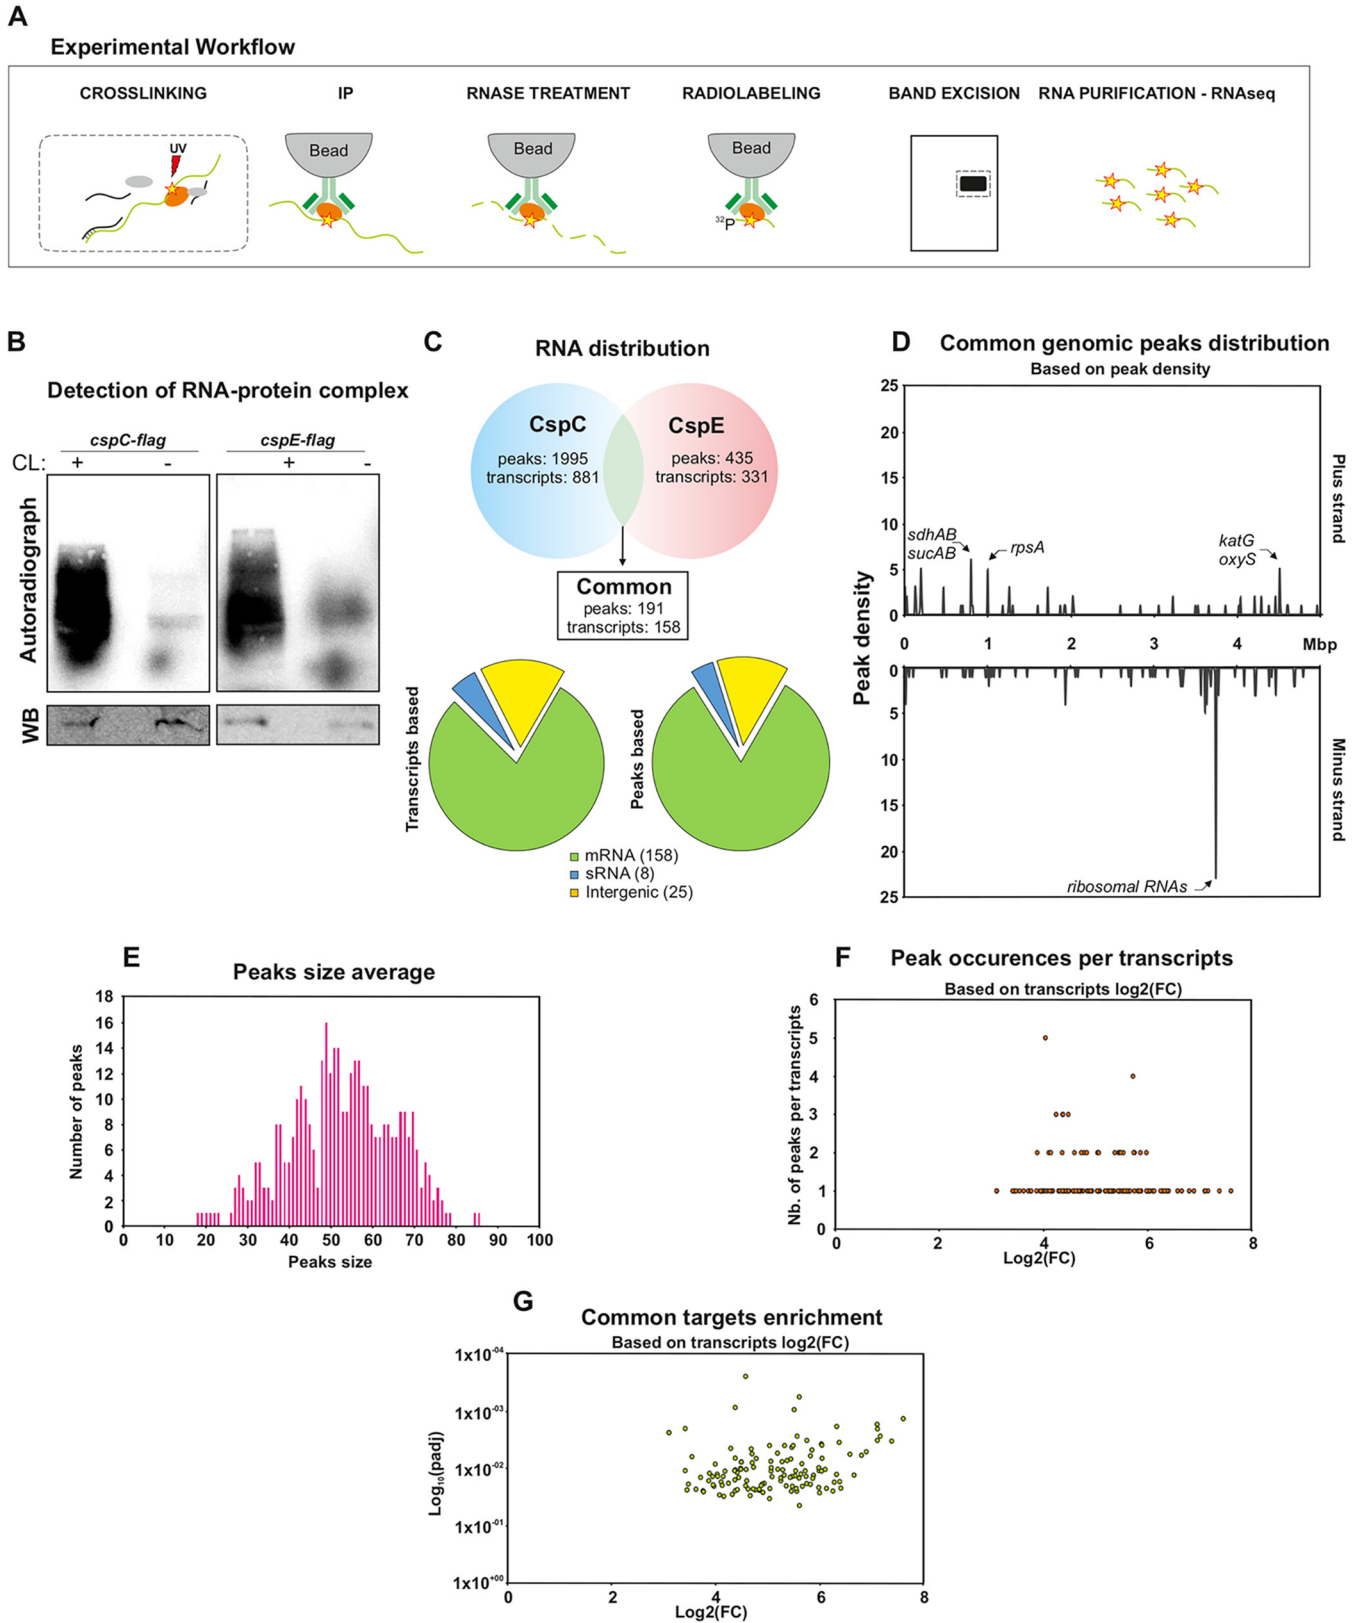 A
Experimental Workflow
CROSSLINKING IP RNASE TREATMENT RADIOLABELING BAND EXCISION RNA PURIFICATION - RNAseq
UV
Bead Bead Bead
32P
B
Detection of RNA-protein complex
cspC-flag cspE-flag
CL: + - + -
Autoradiograph
WB
C
RNA distribution
CspC
peaks: 1995
transcripts: 881
CspE
peaks: 435
transcripts: 331
Common
peaks: 191
transcripts: 158
Transcripts based
Peaks based
mRNA (158)
sRNA (8)
Intergenic (25)
D
Common genomic peaks distribution
Based on peak density
25
20
15
10
5
0
sdhAB
sucAB
rpsA
katG
oxyS
Plus strand
Peak density
0 1 2 3 4 Mbp
0
5
10
15
20
25
ribosomal RNAs
Minus strand
E
Peaks size average
Number of peaks
18
16
14
12
10
8
6
4
2
0
0 10 20 30 40 50 60 70 80 90 100
Peaks size
F
Peak occurences per transcripts
Based on transcripts log2(FC)
Nb. of peaks per transcripts
6
5
4
3
2
1
0
0 2 4 6 8
Log2(FC)
G
Common targets enrichment
Based on transcripts log2(FC)
Log10(padj)
1x10-04
1x10-03
1x10-02
1x10-01
1x10+00
0 2 4 6 8
Log2(FC)